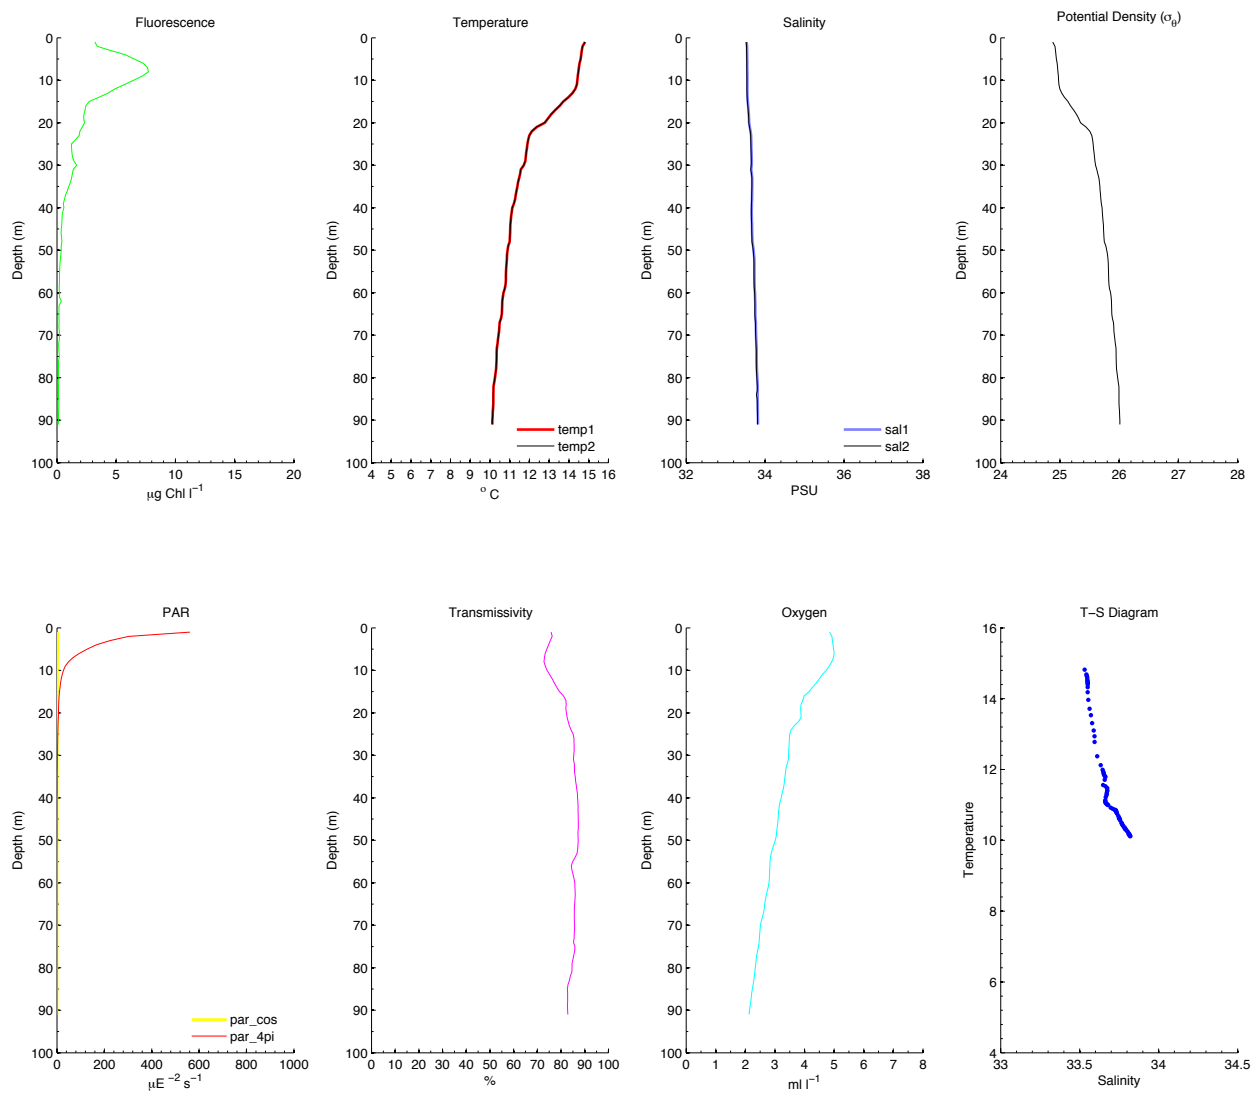 Fluorescence
0
10
20
30
40
50
60
70
80
90
100
Depth (m)
0 5 10 15 20
μg Chl l⁻¹
Temperature
0
10
20
30
40
50
60
70
80
90
100
Depth (m)
temp1
temp2
4 5 6 7 8 9 10 11 12 13 14 15 16
° C
Salinity
0
10
20
30
40
50
60
70
80
90
100
Depth (m)
sal1
sal2
32 34 36 38
PSU
Potential Density (σθ)
0
10
20
30
40
50
60
70
80
90
100
Depth (m)
24 25 26 27 28
PAR
0
10
20
30
40
50
60
70
80
90
100
Depth (m)
par_cos
par_4pi
0 200 400 600 800 1000
μE ⁻² s⁻¹
Transmissivity
0
10
20
30
40
50
60
70
80
90
100
Depth (m)
0 10 20 30 40 50 60 70 80 90 100
%
Oxygen
0
10
20
30
40
50
60
70
80
90
100
Depth (m)
0 1 2 3 4 5 6 7 8
ml l⁻¹
T−S Diagram
16
14
12
10
8
6
4
Temperature
33 33.5 34 34.5
Salinity